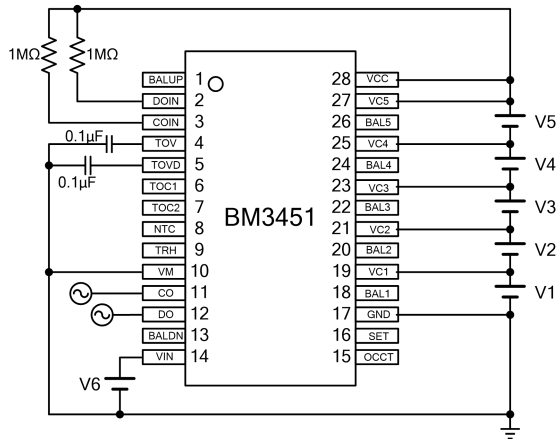 1MΩ 1MΩ
0.1μF
0.1μF
BALUP 1
DOIN 2
COIN 3
TOV 4
TOVD 5
TOC1 6
TOC2 7
NTC 8
TRH 9
VM 10
CO 11
DO 12
BALDN 13
VIN 14
BM3451
28 VCC
27 VC5
26 BAL5
25 VC4
24 BAL4
23 VC3
22 BAL3
21 VC2
20 BAL2
19 VC1
18 BAL1
17 GND
16 SET
15 OCCT
V5
V4
V3
V2
V1
V6